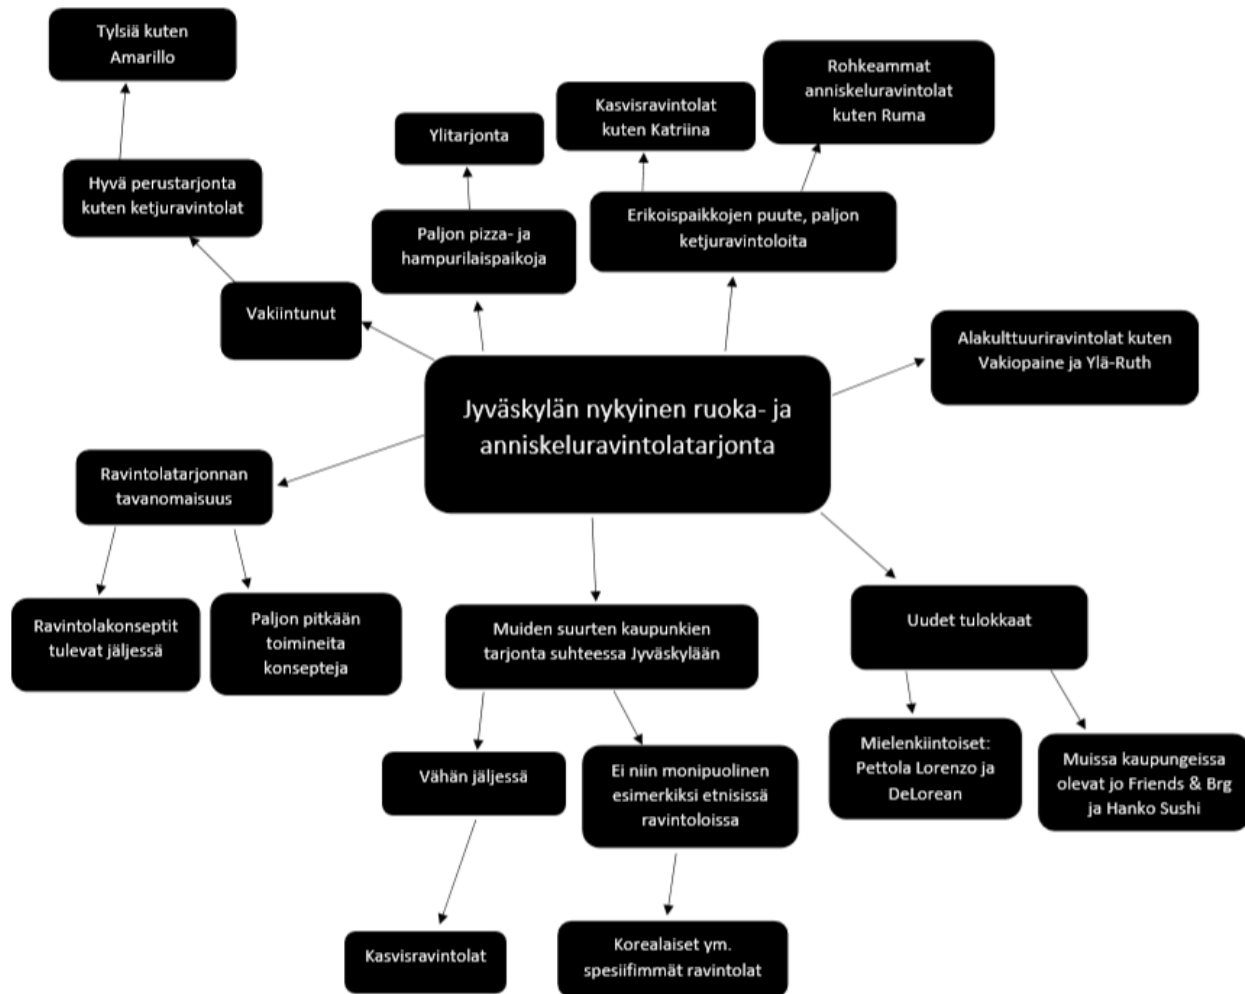 Tylsiä kuten
Amarillo
Rohkeammat
anniskeluravintolat
kuten Ruma
Kasvisravintolat
kuten Katriina
Ylitarjonta
Hyvä perustarjonta
kuten ketjuravintolat
Erikoispaikkojen puute, paljon
ketjuravintoloita
Paljon pizza- ja
hampurilaispaikoja
Vakiintunut
Alakulttuuriravintolat kuten
Vakiopaine ja Ylä-Ruth
Jyväskylän nykyinen ruoka- ja
anniskeluravintolatarjonta
Ravintolatarjonnan
tavanomaisuus
Ravintolakonseptit
tulevat jäljessä
Paljon pitkään
toimineita
konsepteja
Muiden suurten kaupunkien
tarjonta suhteessa Jyväskylään
Uudet tulokkaat
Vähän jäljessä
Ei niin monipuolinen
esimerkiksi etnisissä
ravintoloissa
Mielenkiintoiset:
Pettola Lorenzo ja
DeLorean
Muissa kaupungeissa
olevat jo Friends & Brg
ja Hanko Sushi
Kasvisravintolat
Korealaiset ym.
spesiifimmät ravintolat